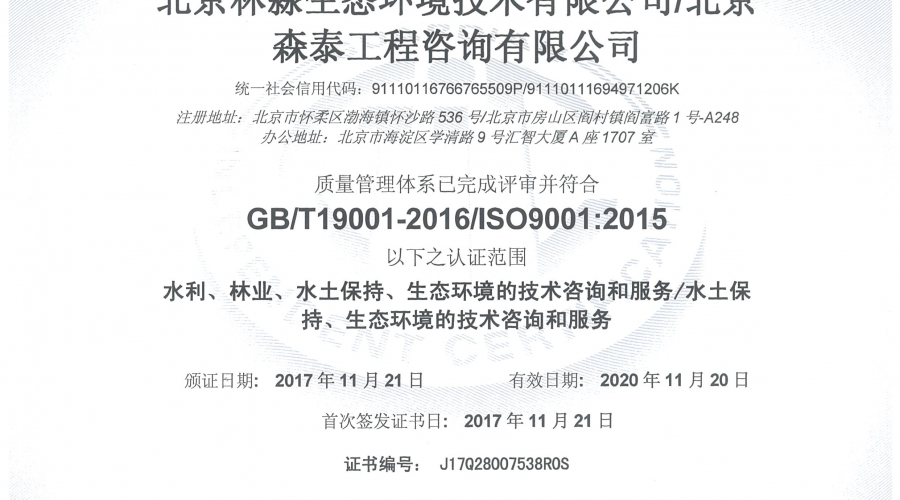 北京林淼生态环境技术有限公司/北京
森泰工程咨询有限公司
统一社会信用代码：91110116766765509P/91110111694971206K
注册地址：北京市怀柔区渤海镇怀沙路 536 号/北京市房山区阎村镇阎富路 1 号-A248
办公地址：北京市海淀区学清路 9 号汇智大厦 A 座 1707 室
质量管理体系已完成评审并符合
GB/T19001-2016/ISO9001:2015
以下之认证范围
水利、林业、水土保持、生态环境的技术咨询和服务/水土保
持、生态环境的技术咨询和服务
颁证日期: 2017 年 11 月 21 日 有效日期: 2020 年 11 月 20 日
首次签发证书日: 2017 年 11 月 21 日
证书编号: J17Q28007538R0S